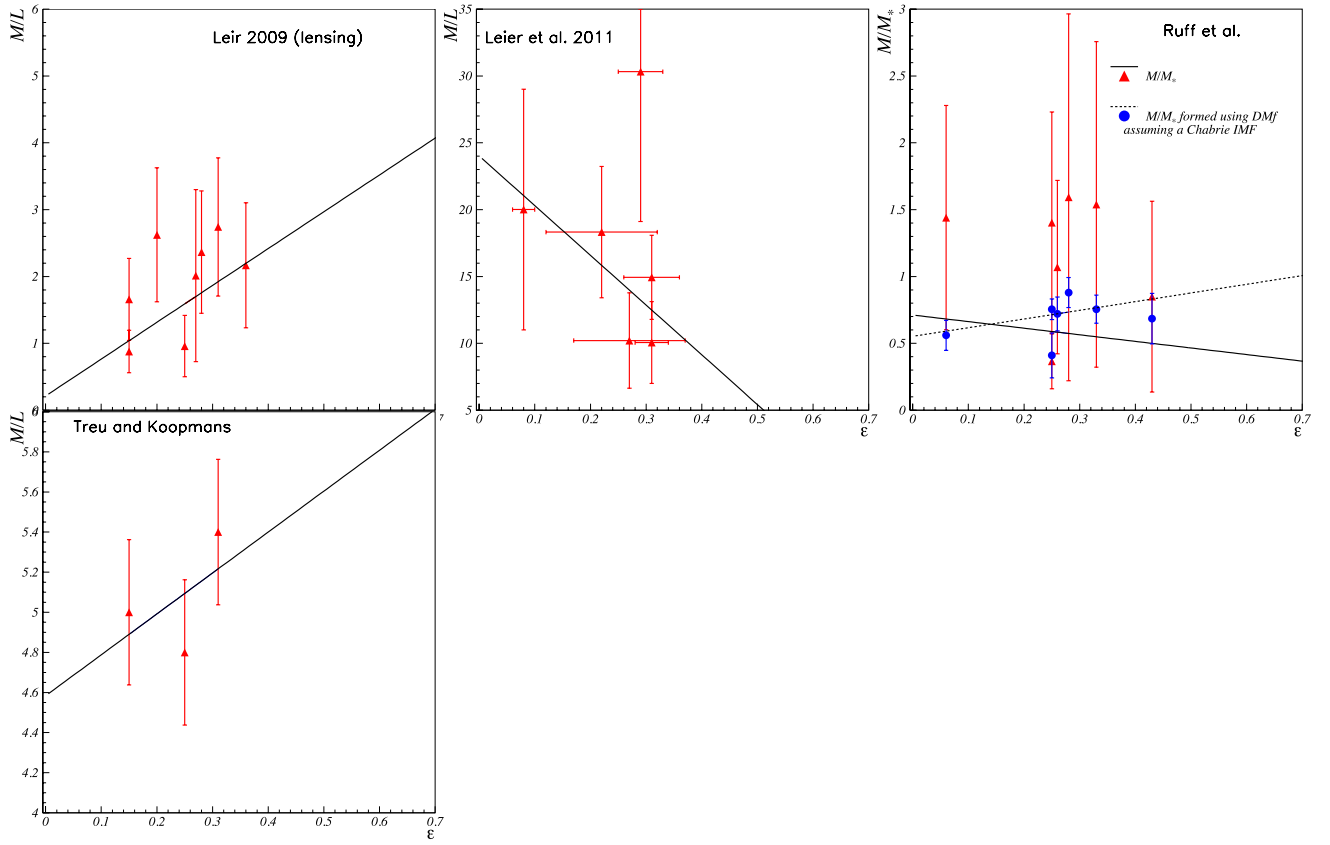 M/L
6
5
4
3
2
1
0
Leir 2009 (lensing)
7
M/L
35
30
25
20
15
10
5
Leier et al. 2011
0 0.1 0.2 0.3 0.4 0.5 0.6 0.7
ε
M/M*
3
2.5
2
1.5
1
0.5
0
Ruff et al.
M/M*
M/M* formed using DMf
assuming a Chabrie IMF
0 0.1 0.2 0.3 0.4 0.5 0.6 0.7
ε
M/L
6
5.8
5.6
5.4
5.2
5
4.8
4.6
4.4
4.2
4
Treu and Koopmans
0 0.1 0.2 0.3 0.4 0.5 0.6 0.7
ε